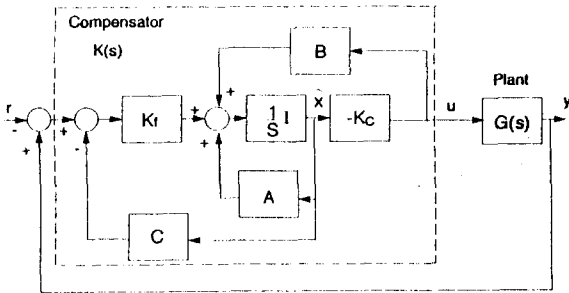 Compensator
K(s)
B
Plant
r
- + +
+
+ + x̂ u y
Kf
1/S I
-Kc
G(s)
+
-
+
A
C